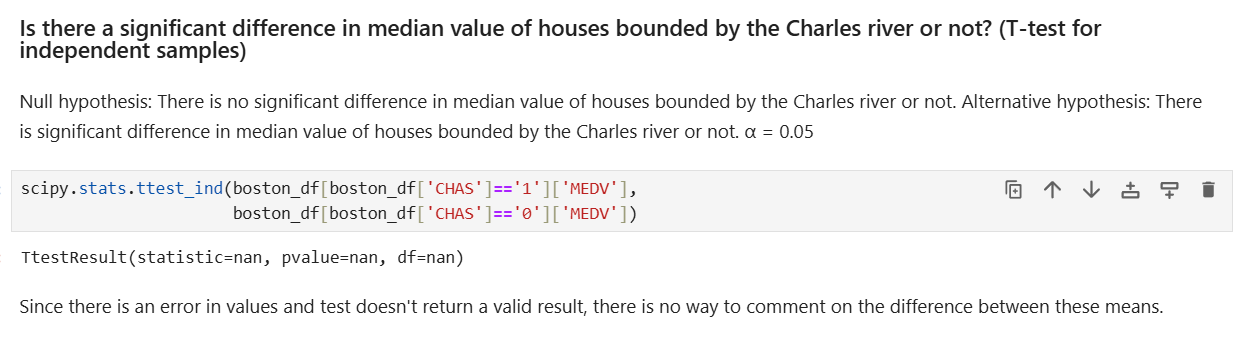 Is there a significant difference in median value of houses bounded by the Charles river or not? (T-test for
independent samples)
Null hypothesis: There is no significant difference in median value of houses bounded by the Charles river or not. Alternative hypothesis: There
is significant difference in median value of houses bounded by the Charles river or not. α = 0.05
scipy.stats.ttest_ind(boston_df[boston_df['CHAS']=='1']['MEDV'],
                      boston_df[boston_df['CHAS']=='0']['MEDV'])
TtestResult(statistic=nan, pvalue=nan, df=nan)
Since there is an error in values and test doesn't return a valid result, there is no way to comment on the difference between these means.